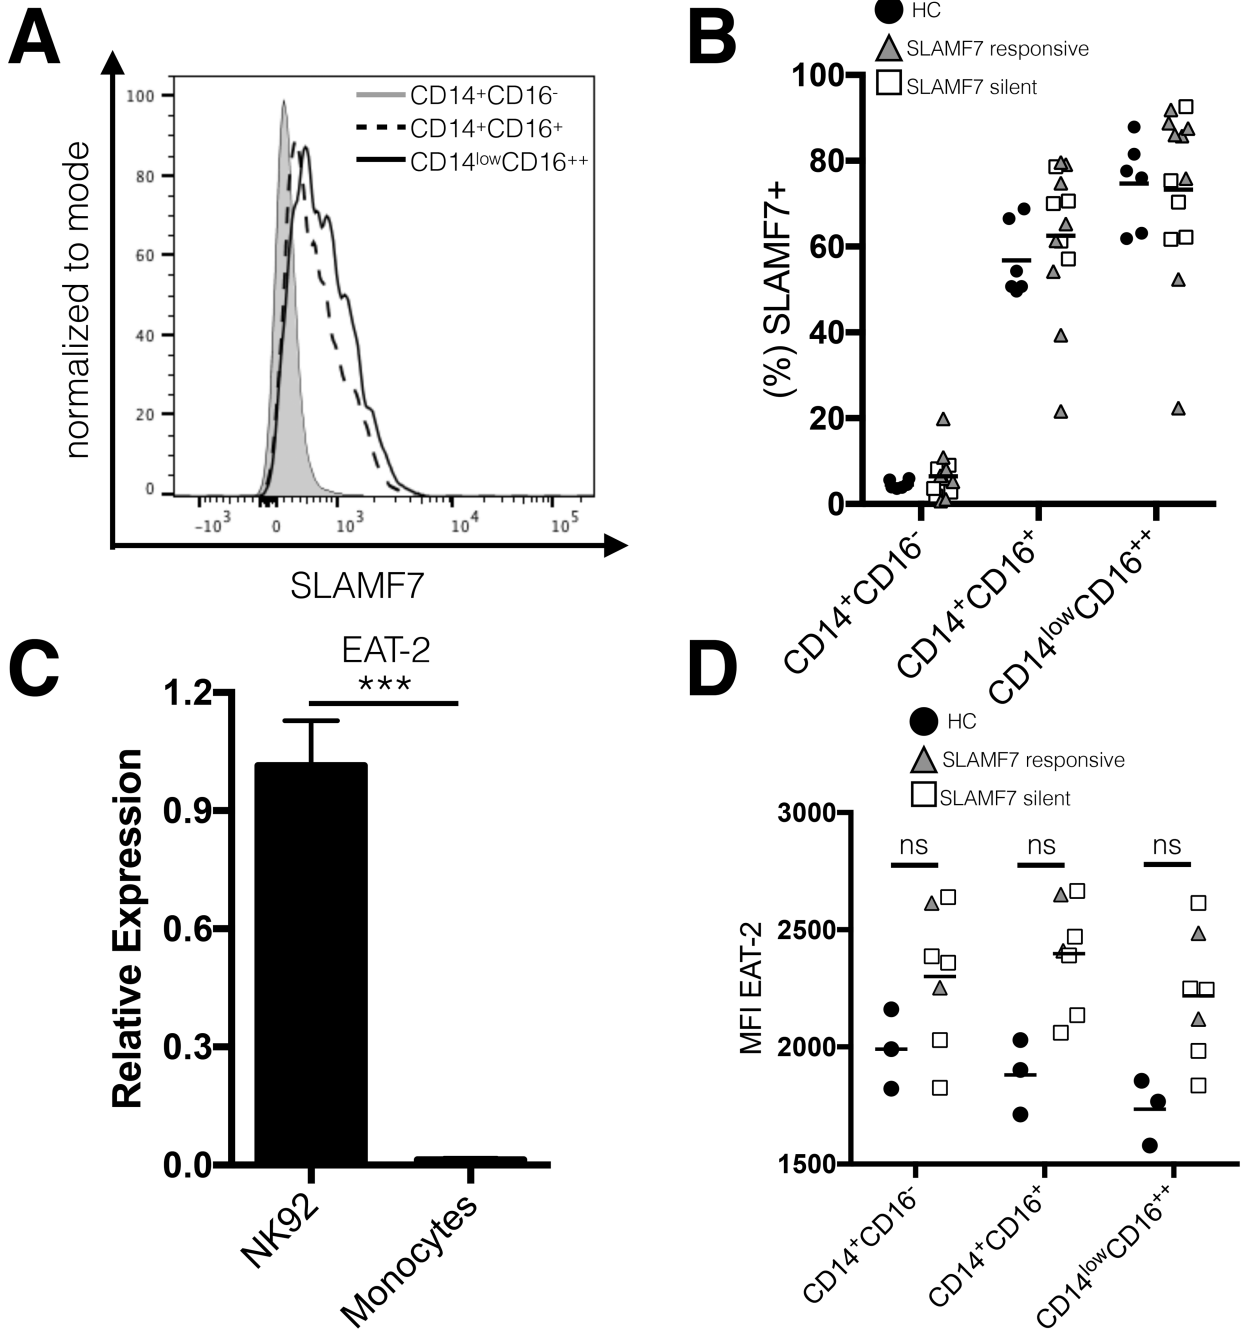 A
normalized to mode
100
80
60
40
20
0
-10³
0
10³
10⁴
10⁵
SLAMF7
CD14⁺CD16⁻
CD14⁺CD16⁺
CD14ˡᵒʷCD16⁺⁺
B
HC
SLAMF7 responsive
SLAMF7 silent
(%) SLAMF7+
100
80
60
40
20
0
CD14⁺CD16⁻
CD14⁺CD16⁺
CD14ˡᵒʷCD16⁺⁺
C
EAT-2
***
Relative Expression
1.2
0.9
0.6
0.3
0.0
NK92
Monocytes
D
HC
SLAMF7 responsive
SLAMF7 silent
MFI EAT-2
3000
2500
2000
1500
ns
ns
ns
CD14⁺CD16⁻
CD14⁺CD16⁺
CD14ˡᵒʷCD16⁺⁺